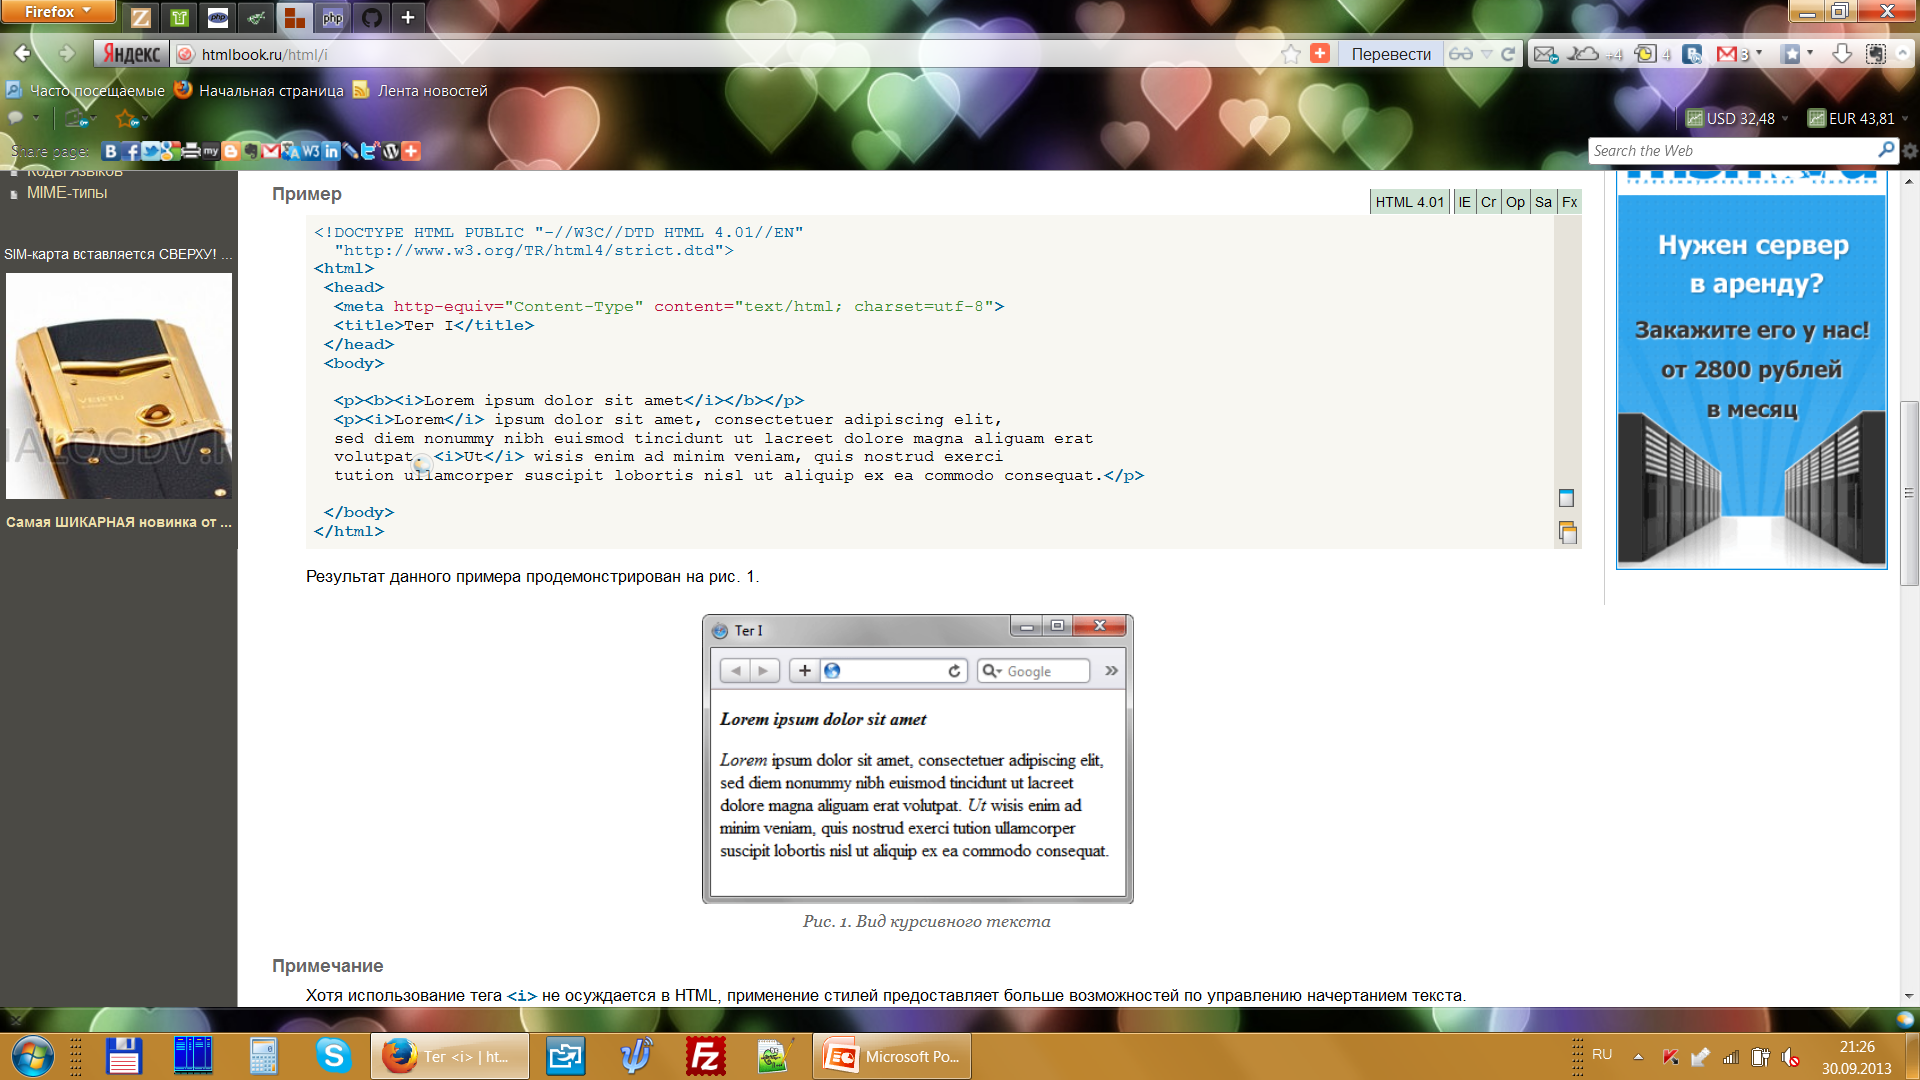 Firefox
Яндекс
htmlbook.ru/html/i
Перевести
+4
4
3
Часто посещаемые
Начальная страница
Лента новостей
USD 32,48
EUR 43,81
Share page:
Search the Web
Коды языков
MIME-типы
SIM-карта вставляется СВЕРХУ! ...
VERTU
Самая ШИКАРНАЯ новинка от ...
Пример
HTML 4.01 IE Cr Op Sa Fx
<!DOCTYPE HTML PUBLIC "-//W3C//DTD HTML 4.01//EN"
"http://www.w3.org/TR/html4/strict.dtd">
<html>
<head>
<meta http-equiv="Content-Type" content="text/html; charset=utf-8">
<title>Тег I</title>
</head>
<body>
<p><b><i>Lorem ipsum dolor sit amet</i></b></p>
<p><i>Lorem</i> ipsum dolor sit amet, consectetuer adipiscing elit,
sed diem nonummy nibh euismod tincidunt ut lacreet dolore magna aliguam erat
volutpat. <i>Ut</i> wisis enim ad minim veniam, quis nostrud exerci
tution ullamcorper suscipit lobortis nisl ut aliquip ex ea commodo consequat.</p>
</body>
</html>
Результат данного примера продемонстрирован на рис. 1.
Тег I
Google
Lorem ipsum dolor sit amet
Lorem ipsum dolor sit amet, consectetuer adipiscing elit,
sed diem nonummy nibh euismod tincidunt ut lacreet
dolore magna aliguam erat volutpat. Ut wisis enim ad
minim veniam, quis nostrud exerci tution ullamcorper
suscipit lobortis nisl ut aliquip ex ea commodo consequat.
Рис. 1. Вид курсивного текста
Примечание
Хотя использование тега <i> не осуждается в HTML, применение стилей предоставляет больше возможностей по управлению начертанием текста.
Нужен сервер
в аренду?
Закажите его у нас!
от 2800 рублей
в месяц
Тег <i> | ht...
Microsoft Po...
RU
21:26
30.09.2013